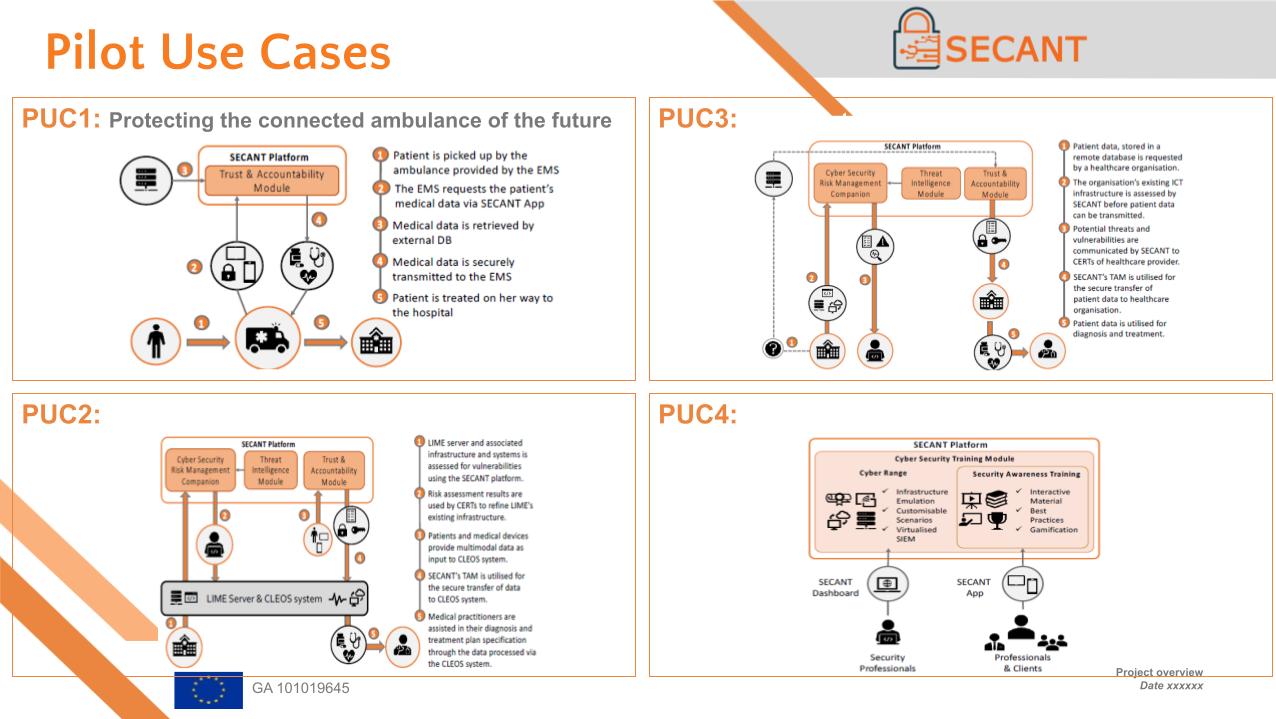 Pilot Use Cases
SECANT
PUC1: Protecting the connected ambulance of the future
SECANT Platform
Trust & Accountability
Module
3
4
2
1
5
1 Patient is picked up by the
ambulance provided by the EMS
2 The EMS requests the patient's
medical data via SECANT App
3 Medical data is retrieved by
external DB
4 Medical data is securely
transmitted to the EMS
5 Patient is treated on her way to
the hospital
PUC3:
SECANT Platform
Cyber Security
Risk Management
Companion
Threat
Intelligence
Module
Trust &
Accountability
Module
2
3
4
1
5
1 Patient data, stored in a
remote database is requested
by a healthcare organisation.
2 The organisation's existing ICT
infrastructure is assessed by
SECANT before patient data
can be transmitted.
3 Potential threats and
vulnerabilities are
communicated by SECANT to
CERTs of healthcare provider.
4 SECANT's TAM is utilised for
the secure transfer of
patient data to healthcare
organisation.
5 Patient data is utilised for
diagnosis and treatment.
PUC2:
SECANT Platform
Cyber Security
Risk Management
Companion
Threat
Intelligence
Module
Trust &
Accountability
Module
2
3
4
LIME Server & CLEOS system
1
5
1 LIME server and associated
infrastructure and systems is
assessed for vulnerabilities
using the SECANT platform.
2 Risk assessment results are
used by CERTs to refine LIME's
existing infrastructure.
3 Patients and medical devices
provide multimodal data as
input to CLEOS system.
4 SECANT's TAM is utilised for
the secure transfer of data
to CLEOS system.
5 Medical practitioners are
assisted in their diagnosis and
treatment plan specification
through the data processed via
the CLEOS system.
PUC4:
SECANT Platform
Cyber Security Training Module
Cyber Range
✓ Infrastructure
Emulation
✓ Customisable
Scenarios
✓ Virtualised
SIEM
Security Awareness Training
✓ Interactive
Material
✓ Best
Practices
✓ Gamification
SECANT
Dashboard
SECANT
App
Security
Professionals
Professionals
& Clients
GA 101019645
Project overview
Date xxxxxx